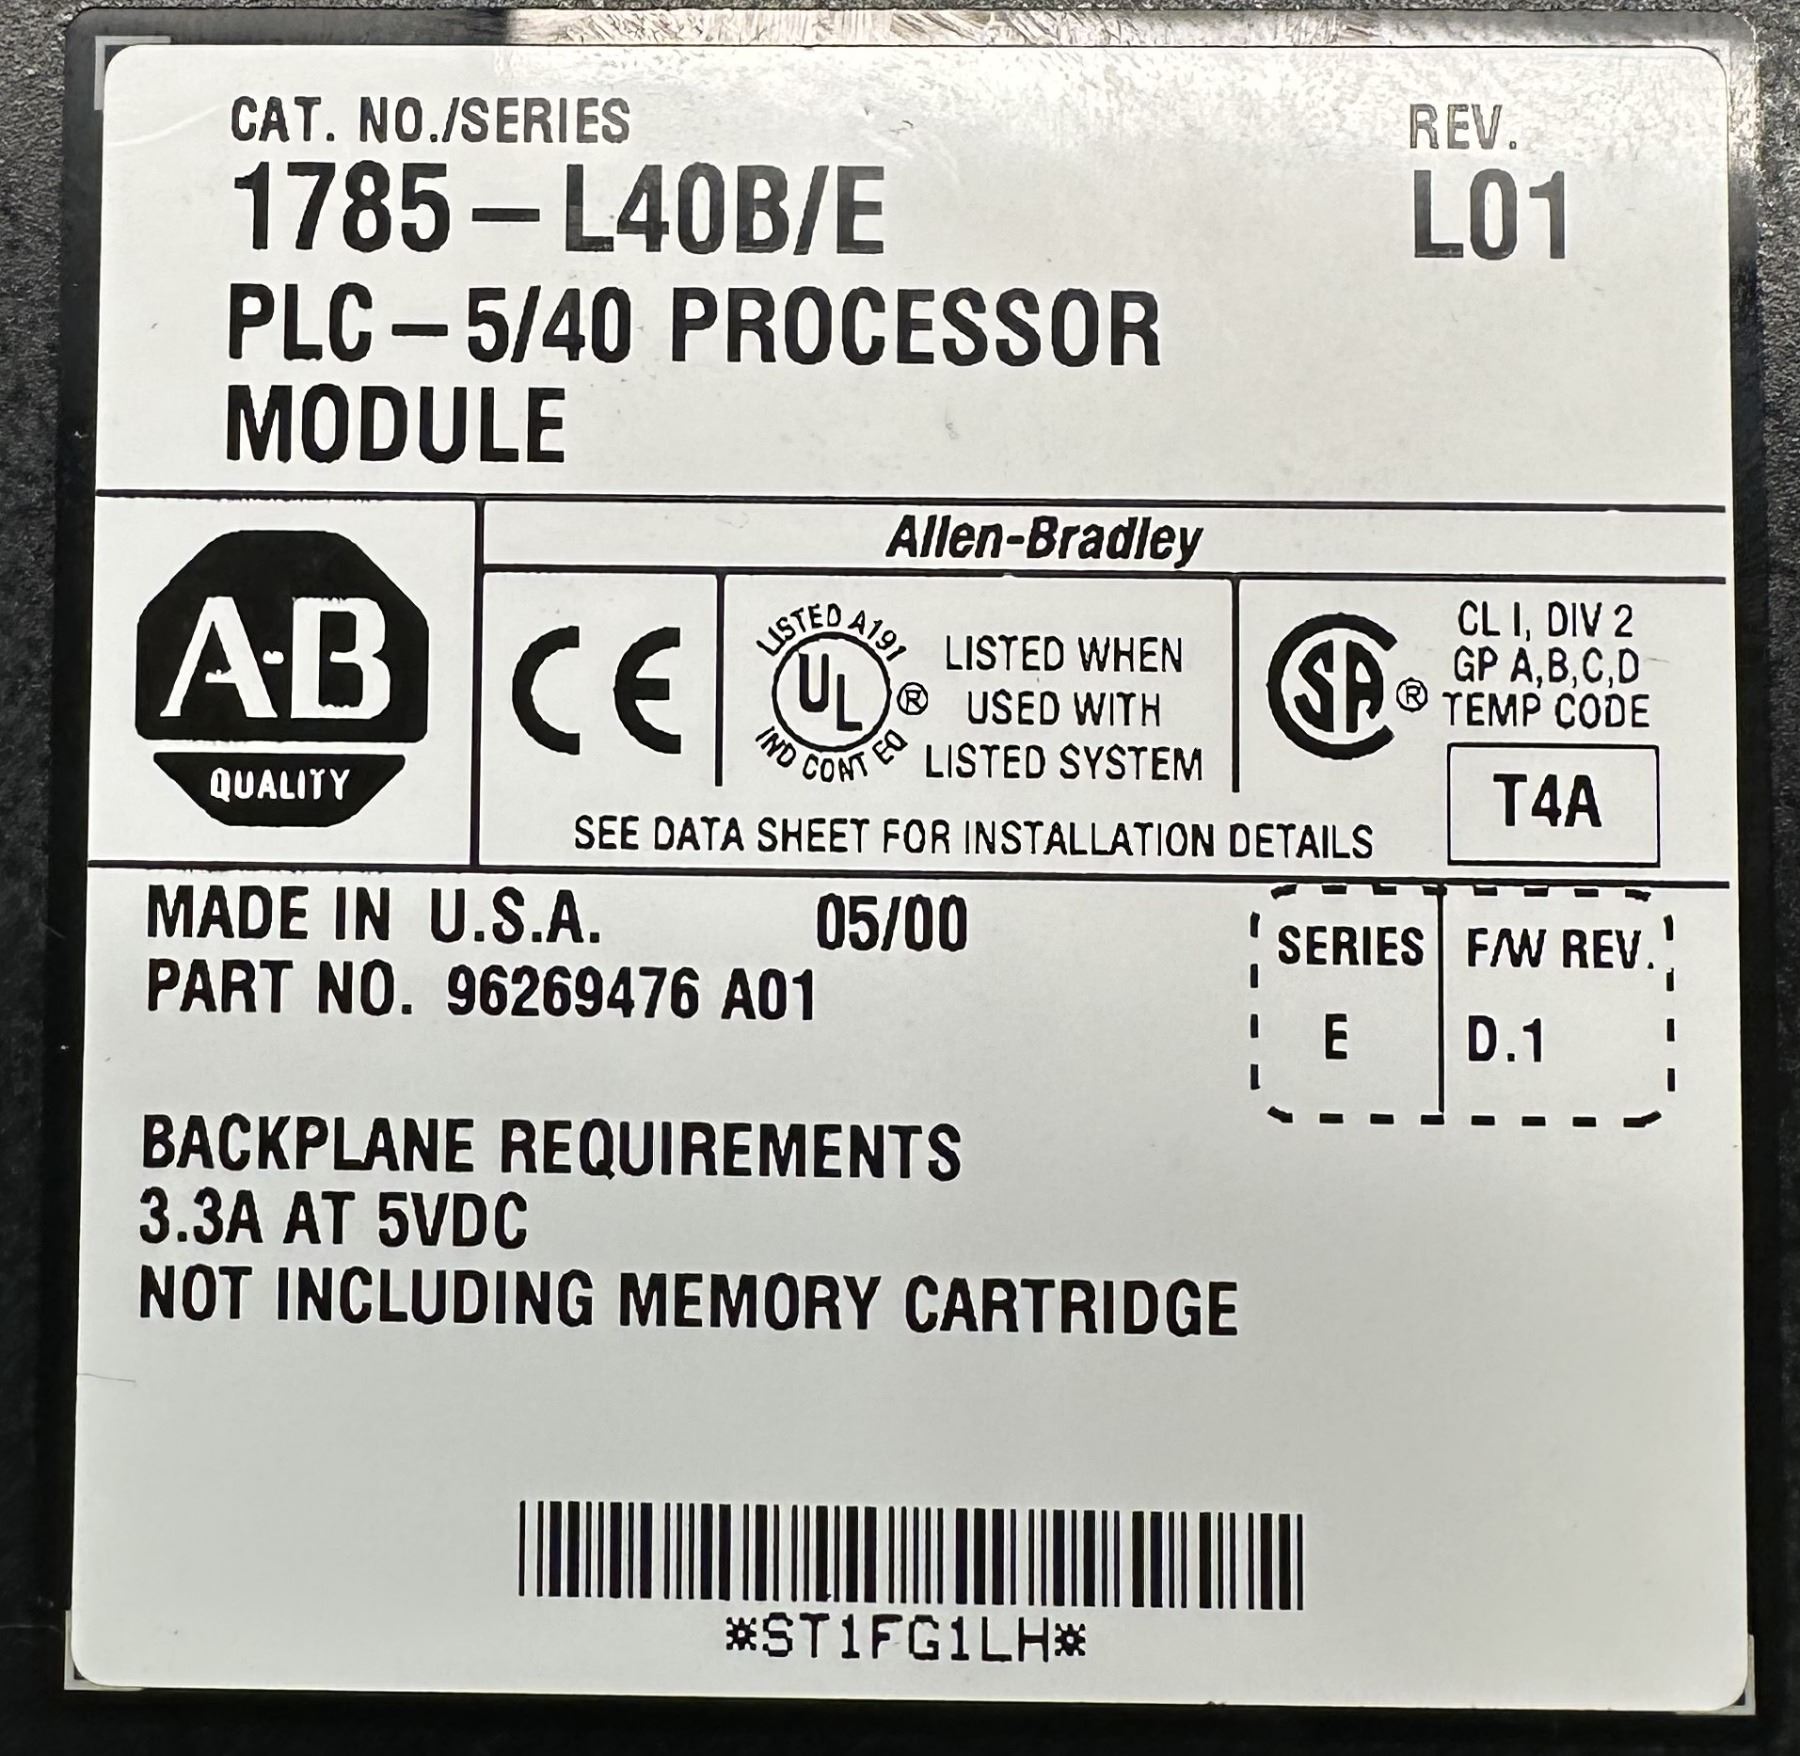 CAT. NO./SERIES
REV.
1785-L40B/E
L01
PLC-5/40 PROCESSOR
MODULE
Allen-Bradley
A-B
QUALITY
CE
LISTED A191
UL ®
IND CONT EQ
LISTED WHEN
USED WITH
LISTED SYSTEM
SA ®
CL I, DIV 2
GP A,B,C,D
TEMP CODE
T4A
SEE DATA SHEET FOR INSTALLATION DETAILS
MADE IN U.S.A. 05/00
PART NO. 96269476 A01
SERIES
F/W REV.
E
D.1
BACKPLANE REQUIREMENTS
3.3A AT 5VDC
NOT INCLUDING MEMORY CARTRIDGE
*ST1FG1LH*